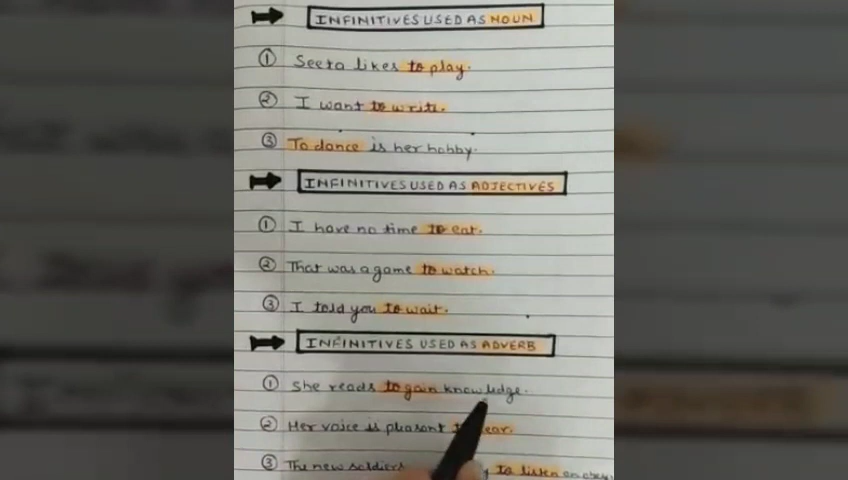 INFINITIVES USED AS NOUN
① Seeta likes to play.
② I want to write.
③ To dance is her hobby.
INFINITIVES USED AS ADJECTIVES
① I have no time to eat.
② That was a game to watch.
③ I told you to wait.
INFINITIVES USED AS ADVERB
① She reads to gain knowledge.
② Her voice is pleasant
③ The new soldiers to listen